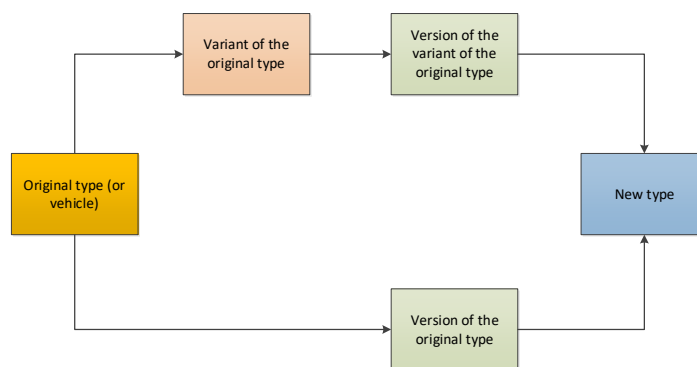 Variant of the
original type
Version of the
variant of the
original type
Original type (or
vehicle)
New type
Version of the
original type